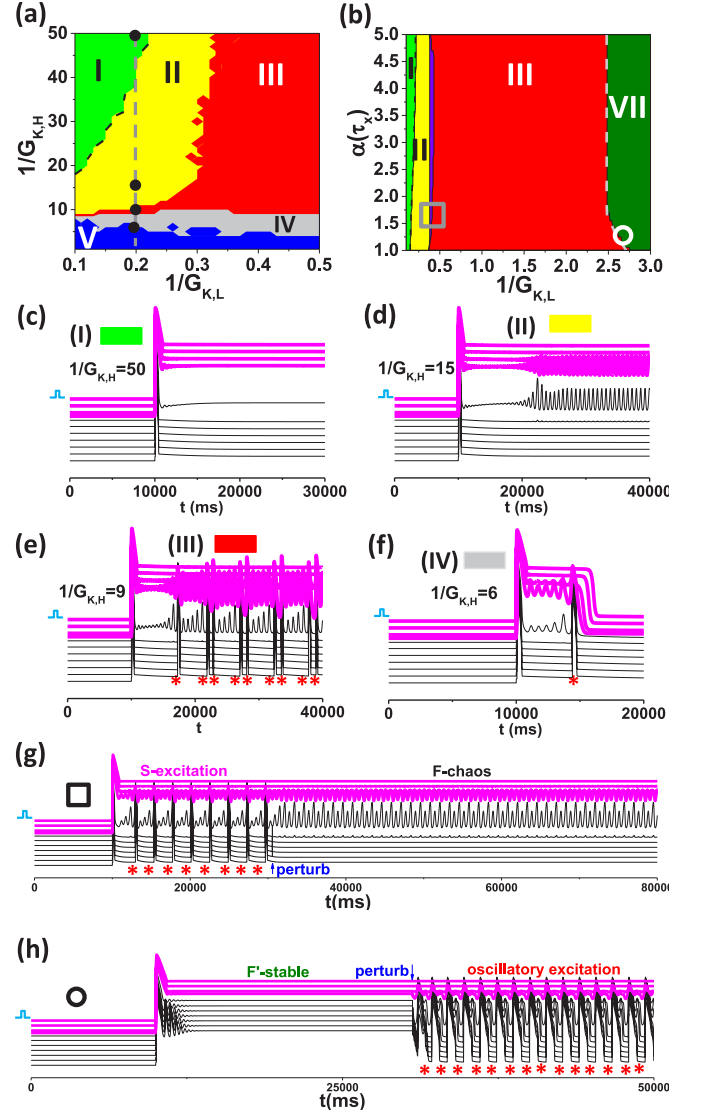 (a)
50
40
30
20
10
0
1/G_K,H
I
II
III
IV
V
0.1
0.2
0.3
0.4
0.5
1/G_K,L
(b)
5.0
4.5
4.0
3.5
3.0
2.5
2.0
1.5
1.0
α(τ_x)
I
II
III
VII
0.5
1.0
1.5
2.0
2.5
3.0
1/G_K,L
(c)
(I)
1/G_K,H=50
0
10000
20000
30000
t (ms)
(d)
(II)
1/G_K,H=15
0
10000
20000
40000
t (ms)
(e)
(III)
1/G_K,H=9
* * * * * * * * *
0
20000
40000
t
(f)
(IV)
1/G_K,H=6
*
0
10000
20000
t (ms)
(g)
S-excitation
F-chaos
* * * * * * * *
perturb
0
20000
40000
60000
80000
t(ms)
(h)
F'-stable
perturb
oscillatory excitation
* * * * * * * * * * * * *
0
25000
50000
t(ms)